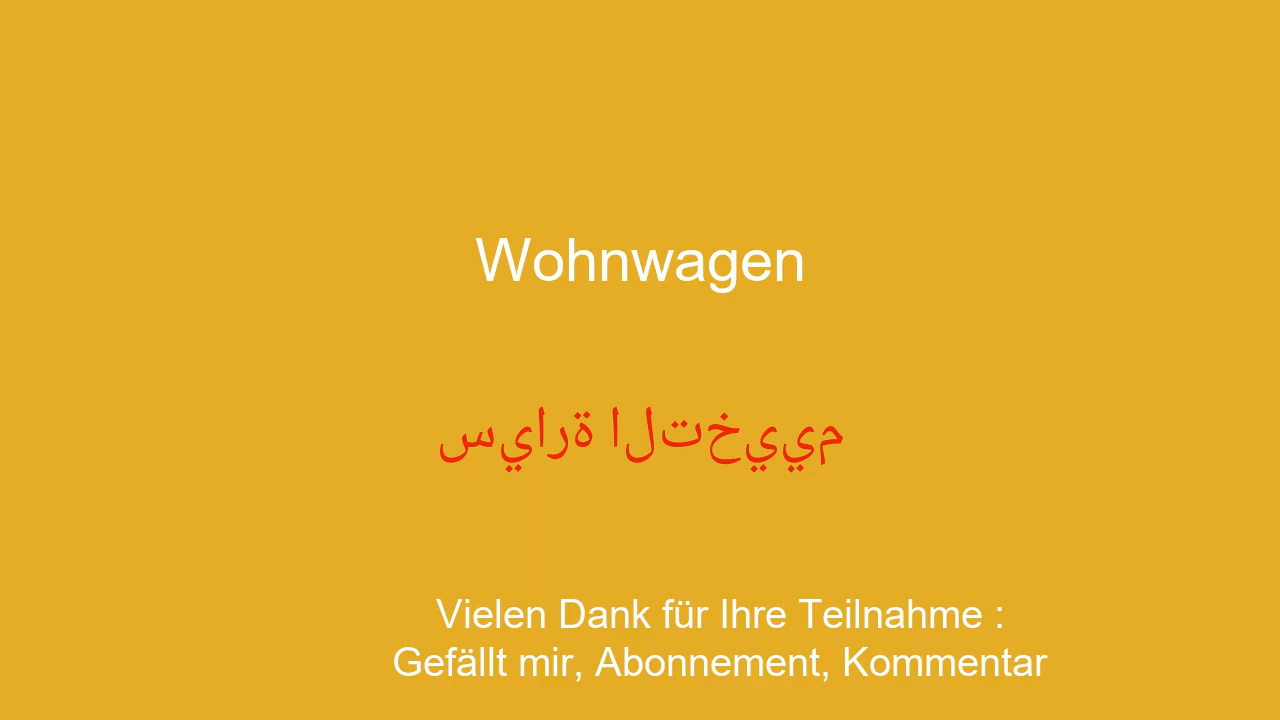 Wohnwagen
سيارة التخييم
Vielen Dank für Ihre Teilnahme :
Gefällt mir, Abonnement, Kommentar